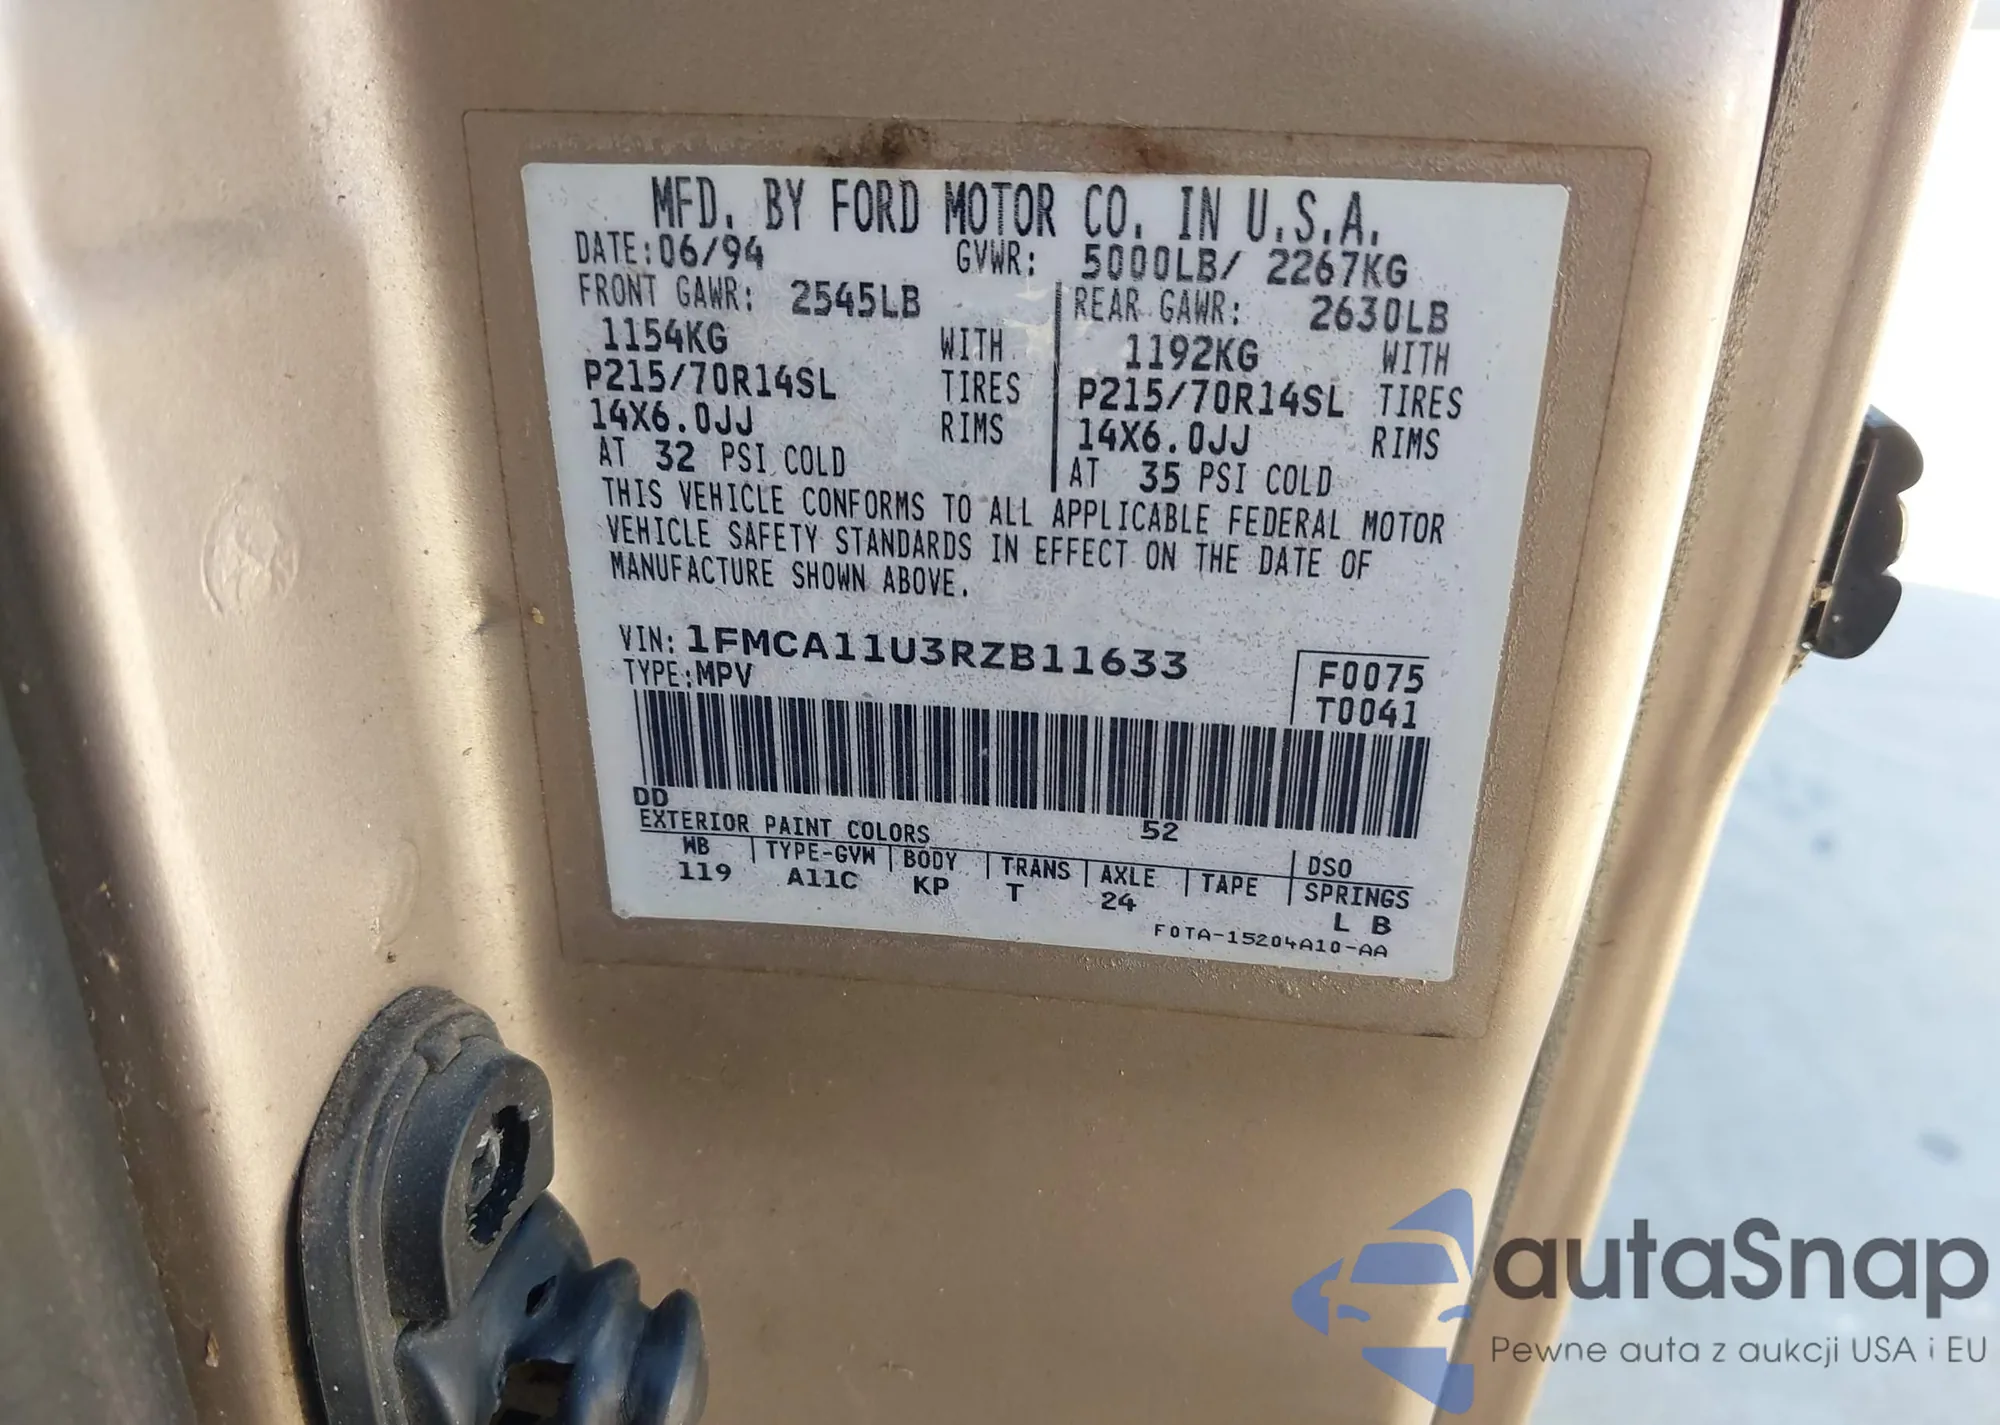 MFD. BY FORD MOTOR CO. IN U.S.A.
DATE: 06/94 GVWR: 5000LB/ 2267KG
FRONT GAWR: 2545LB REAR GAWR: 2630LB
1154KG WITH 1192KG WITH
P215/70R14SL TIRES P215/70R14SL TIRES
14X6.0JJ RIMS 14X6.0JJ RIMS
AT 32 PSI COLD AT 35 PSI COLD
THIS VEHICLE CONFORMS TO ALL APPLICABLE FEDERAL MOTOR
VEHICLE SAFETY STANDARDS IN EFFECT ON THE DATE OF
MANUFACTURE SHOWN ABOVE.
VIN: 1FMCA11U3RZB11633 F0075
TYPE: MPV T0041
DD
EXTERIOR PAINT COLORS 52
WB TYPE-GVW BODY TRANS AXLE TAPE DSO
SPRINGS
119 A11C KP T 24 L B
F0TA-15204A10-AA
autaSnap
Pewne auta z aukcji USA i EU